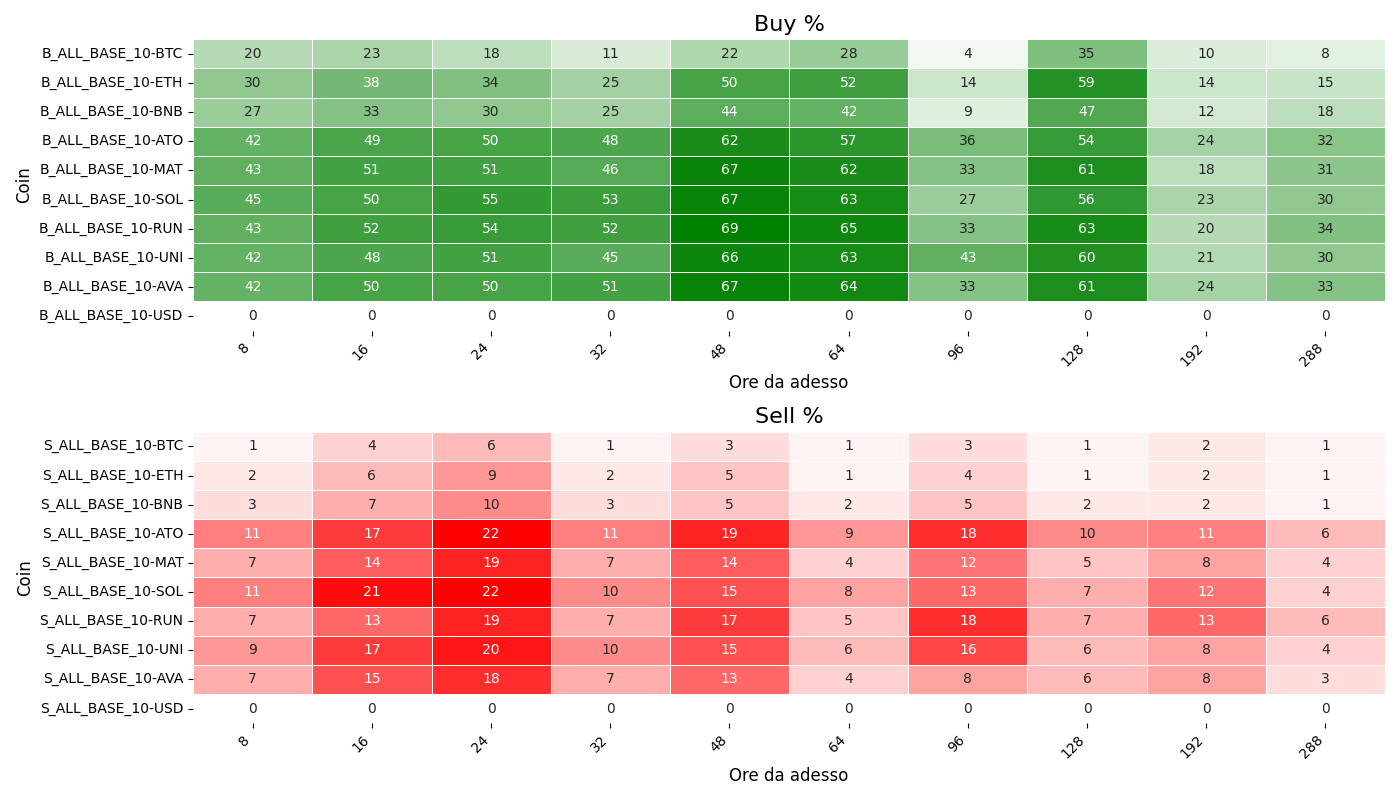 Buy %
Coin
B_ALL_BASE_10-BTC 20 23 18 11 22 28 4 35 10 8
B_ALL_BASE_10-ETH 30 38 34 25 50 52 14 59 14 15
B_ALL_BASE_10-BNB 27 33 30 25 44 42 9 47 12 18
B_ALL_BASE_10-ATO 42 49 50 48 62 57 36 54 24 32
B_ALL_BASE_10-MAT 43 51 51 46 67 62 33 61 18 31
B_ALL_BASE_10-SOL 45 50 55 53 67 63 27 56 23 30
B_ALL_BASE_10-RUN 43 52 54 52 69 65 33 63 20 34
B_ALL_BASE_10-UNI 42 48 51 45 66 63 43 60 21 30
B_ALL_BASE_10-AVA 42 50 50 51 67 64 33 61 24 33
B_ALL_BASE_10-USD 0 0 0 0 0 0 0 0 0 0
8 16 24 32 48 64 96 128 192 288
Ore da adesso
Sell %
Coin
S_ALL_BASE_10-BTC 1 4 6 1 3 1 3 1 2 1
S_ALL_BASE_10-ETH 2 6 9 2 5 1 4 1 2 1
S_ALL_BASE_10-BNB 3 7 10 3 5 2 5 2 2 1
S_ALL_BASE_10-ATO 11 17 22 11 19 9 18 10 11 6
S_ALL_BASE_10-MAT 7 14 19 7 14 4 12 5 8 4
S_ALL_BASE_10-SOL 11 21 22 10 15 8 13 7 12 4
S_ALL_BASE_10-RUN 7 13 19 7 17 5 18 7 13 6
S_ALL_BASE_10-UNI 9 17 20 10 15 6 16 6 8 4
S_ALL_BASE_10-AVA 7 15 18 7 13 4 8 6 8 3
S_ALL_BASE_10-USD 0 0 0 0 0 0 0 0 0 0
8 16 24 32 48 64 96 128 192 288
Ore da adesso